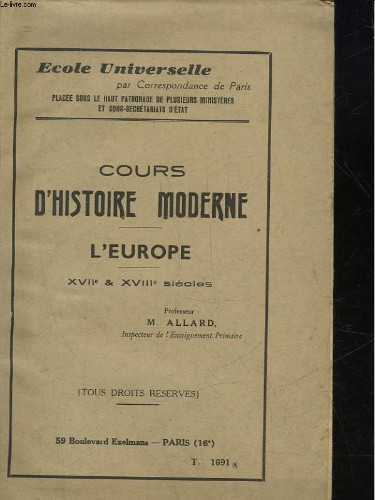 Le-livre.com
Ecole Universelle
par Correspondance de Paris
PLACÉE SOUS LE HAUT PATRONAGE DE PLUSIEURS MINISTÈRES
ET SOUS-SECRÉTARIATS D'ÉTAT
COURS
D'HISTOIRE MODERNE
L'EUROPE
XVIIe & XVIIIe siècles
Professeur
M. ALLARD,
Inspecteur de l'Enseignement Primaire
(TOUS DROITS RESERVES)
59 Boulevard Exelmans — PARIS (16e)
T. 1691 K